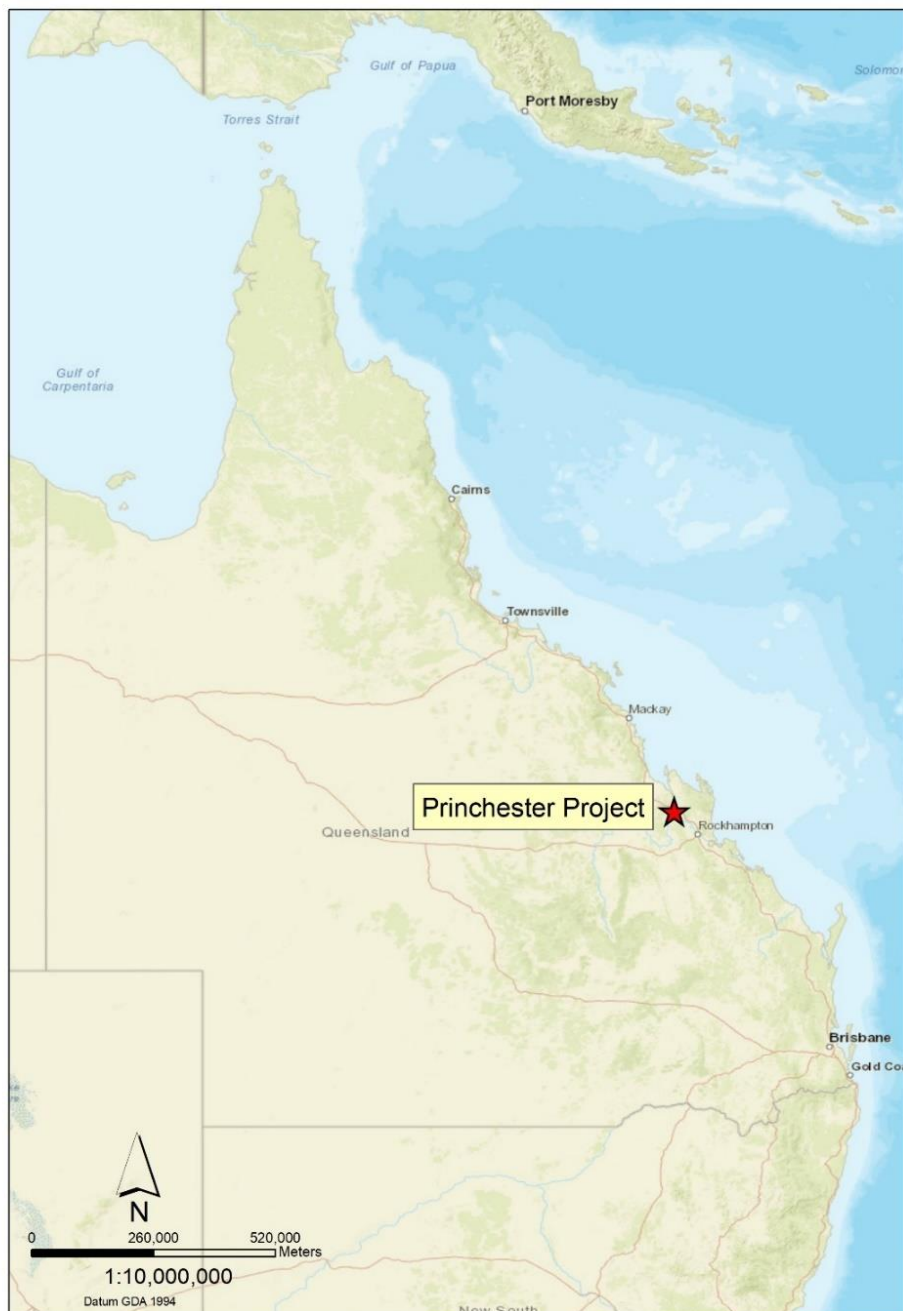 Gulf of Papua
Solomon
Port Moresby
Torres Strait
Gulf of
Carpentaria
Cairns
Townsville
Mackay
Princhester Project
Rockhampton
Queensland
Brisbane
Gold Coa
N
0 260,000 520,000
Meters
1:10,000,000
Datum GDA 1994
New South